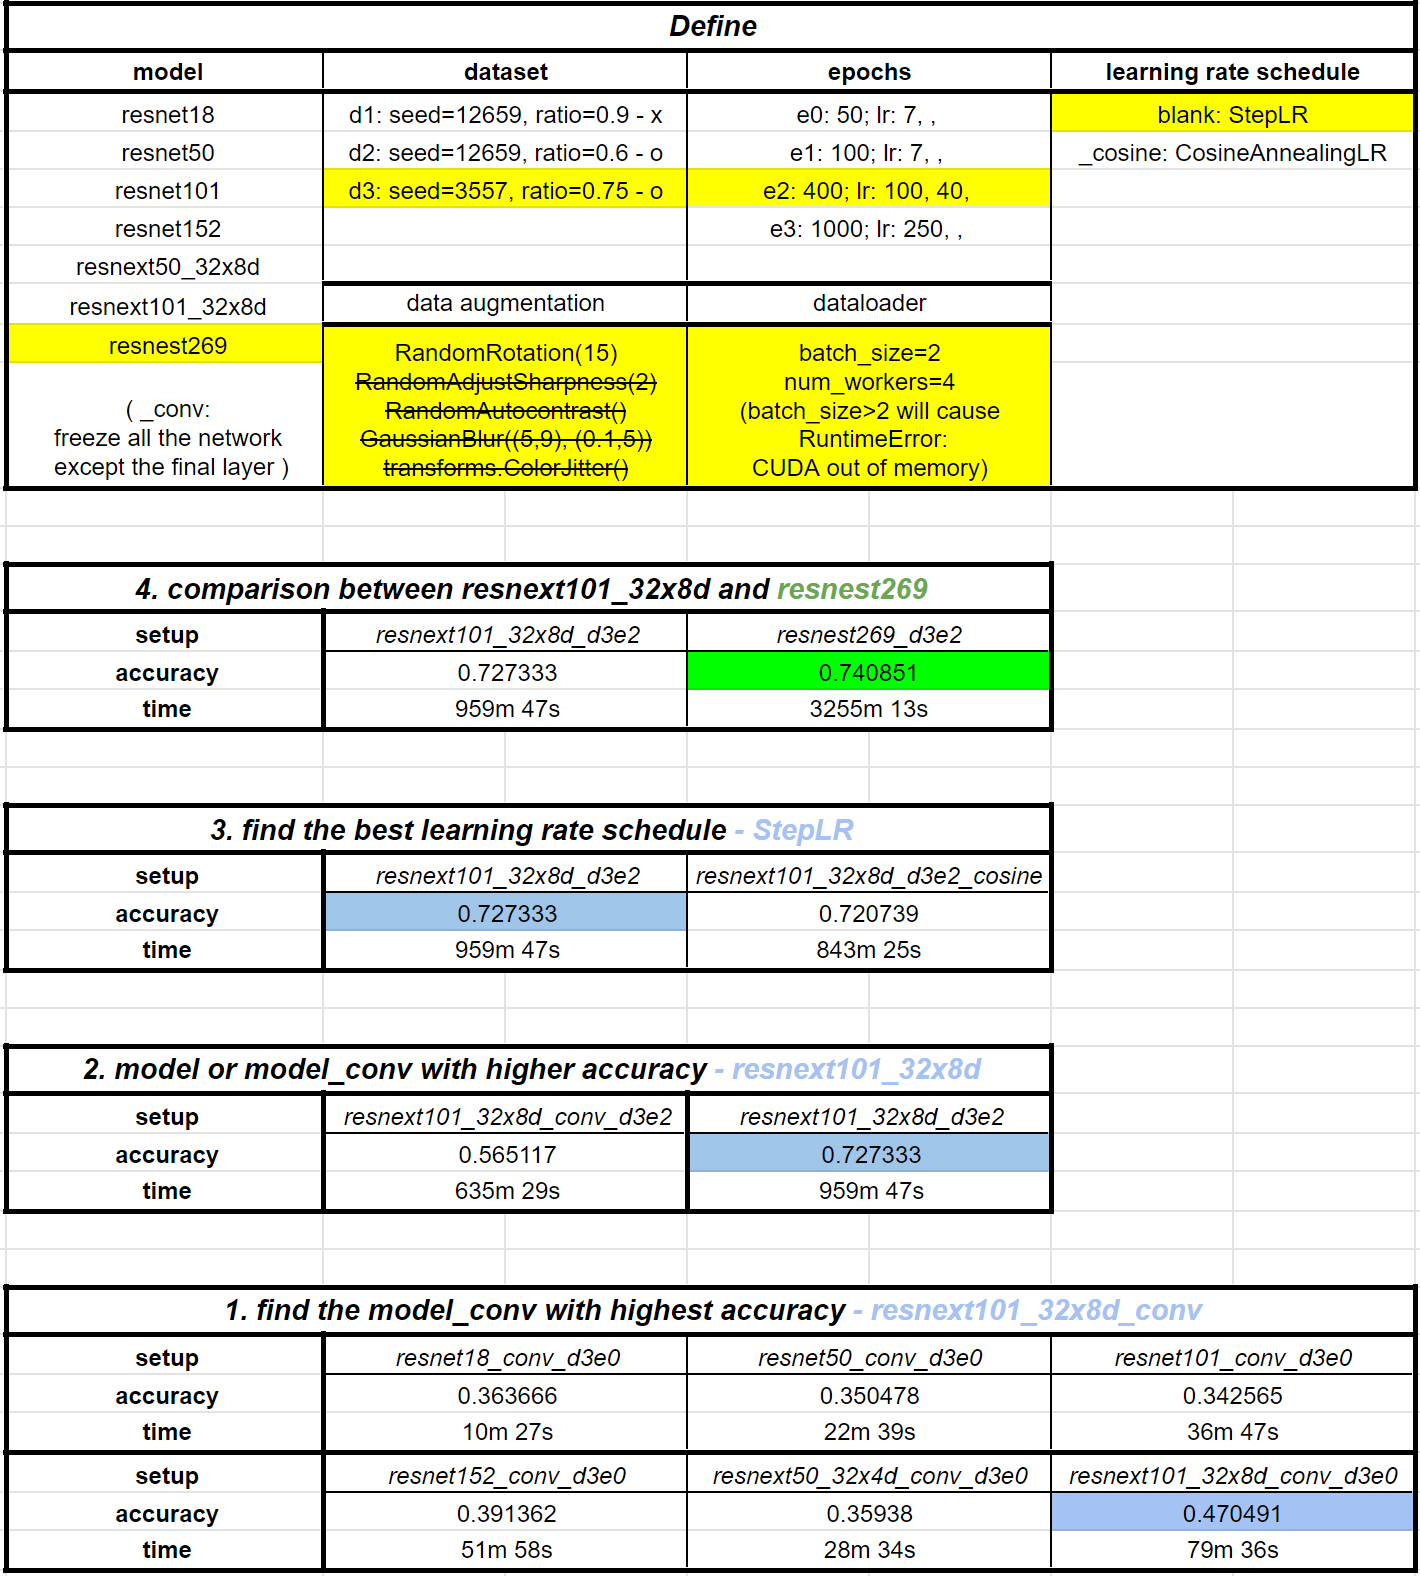 Define
model dataset epochs learning rate schedule
resnet18 d1: seed=12659, ratio=0.9 - x e0: 50; lr: 7, , blank: StepLR
resnet50 d2: seed=12659, ratio=0.6 - o e1: 100; lr: 7, , _cosine: CosineAnnealingLR
resnet101 d3: seed=3557, ratio=0.75 - o e2: 400; lr: 100, 40,
resnet152 e3: 1000; lr: 250, ,
resnext50_32x8d
resnext101_32x8d data augmentation dataloader
resnest269 RandomRotation(15) batch_size=2
RandomAdjustSharpness(2) num_workers=4
( _conv: RandomAutocontrast() (batch_size>2 will cause
freeze all the network GaussianBlur((5,9), (0.1,5)) RuntimeError:
except the final layer ) transforms.ColorJitter() CUDA out of memory)
4. comparison between resnext101_32x8d and resnest269
setup resnext101_32x8d_d3e2 resnest269_d3e2
accuracy 0.727333 0.740851
time 959m 47s 3255m 13s
3. find the best learning rate schedule - StepLR
setup resnext101_32x8d_d3e2 resnext101_32x8d_d3e2_cosine
accuracy 0.727333 0.720739
time 959m 47s 843m 25s
2. model or model_conv with higher accuracy - resnext101_32x8d
setup resnext101_32x8d_conv_d3e2 resnext101_32x8d_d3e2
accuracy 0.565117 0.727333
time 635m 29s 959m 47s
1. find the model_conv with highest accuracy - resnext101_32x8d_conv
setup resnet18_conv_d3e0 resnet50_conv_d3e0 resnet101_conv_d3e0
accuracy 0.363666 0.350478 0.342565
time 10m 27s 22m 39s 36m 47s
setup resnet152_conv_d3e0 resnext50_32x4d_conv_d3e0 resnext101_32x8d_conv_d3e0
accuracy 0.391362 0.35938 0.470491
time 51m 58s 28m 34s 79m 36s